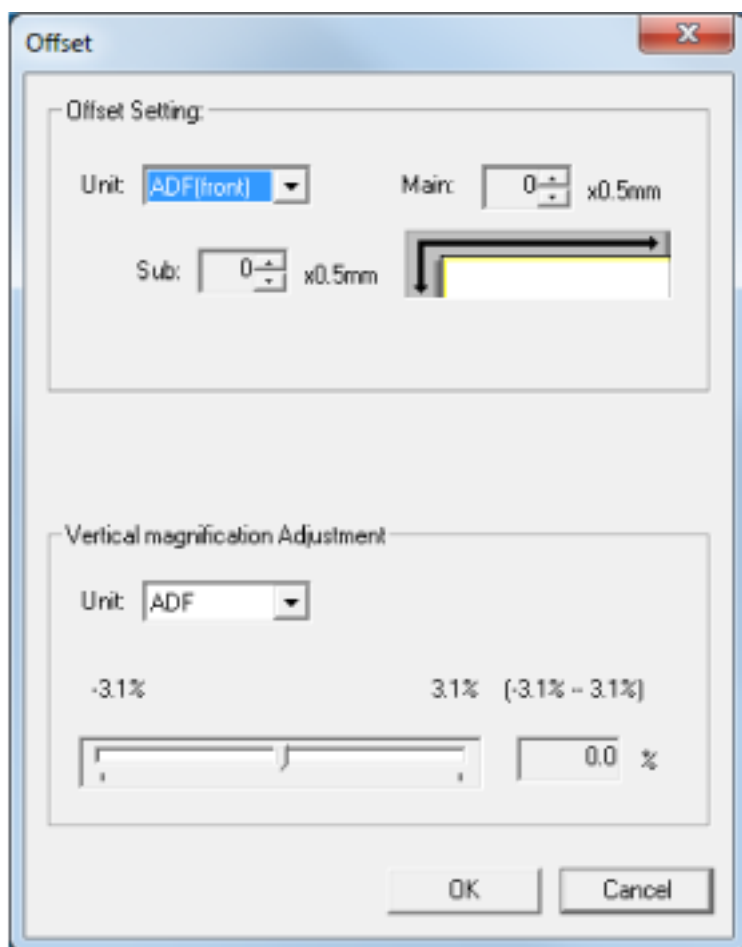 Offset
Offset Setting:
Unit: ADF(front) Main: 0 x0.5mm
Sub: 0 x0.5mm
Vertical magnification Adjustment
Unit: ADF
-3.1% 3.1% (-3.1% -- 3.1%)
0.0 %
OK Cancel